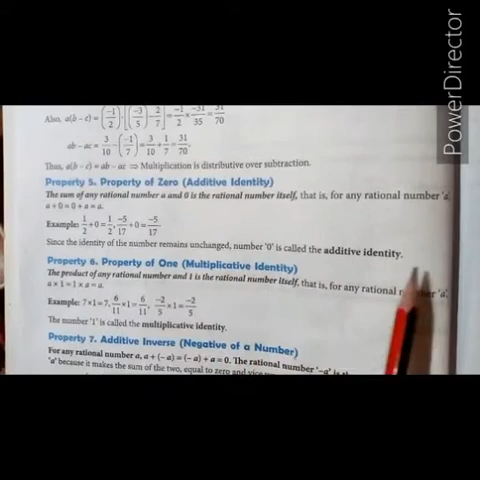 PowerDirector
Also, a(b – c) = (-1/2) · [(-3/5) - 2/7] = -1/2 × -31/35 = 31/70
ab – ac = 3/10 - (-1/7) = 3/10 + 1/7 = 31/70.
Thus, a(b – c) = ab – ac ⇒ Multiplication is distributive over subtraction.
Property 5. Property of Zero (Additive Identity)
The sum of any rational number a and 0 is the rational number itself, that is, for any rational number 'a',
a + 0 = 0 + a = a.
Example: 1/2 + 0 = 1/2, -5/17 + 0 = -5/17
Since the identity of the number remains unchanged, number '0' is called the additive identity.
Property 6. Property of One (Multiplicative Identity)
The product of any rational number and 1 is the rational number itself, that is, for any rational number 'a',
a × 1 = 1 × a = a.
Example: 7 × 1 = 7, 6/11 × 1 = 6/11, -2/5 × 1 = -2/5
The number '1' is called the multiplicative identity.
Property 7. Additive Inverse (Negative of a Number)
For any rational number a, a + (– a) = (– a) + a = 0. The rational number '–a' is
'a' because it makes the sum of the two, equal to zero and vice